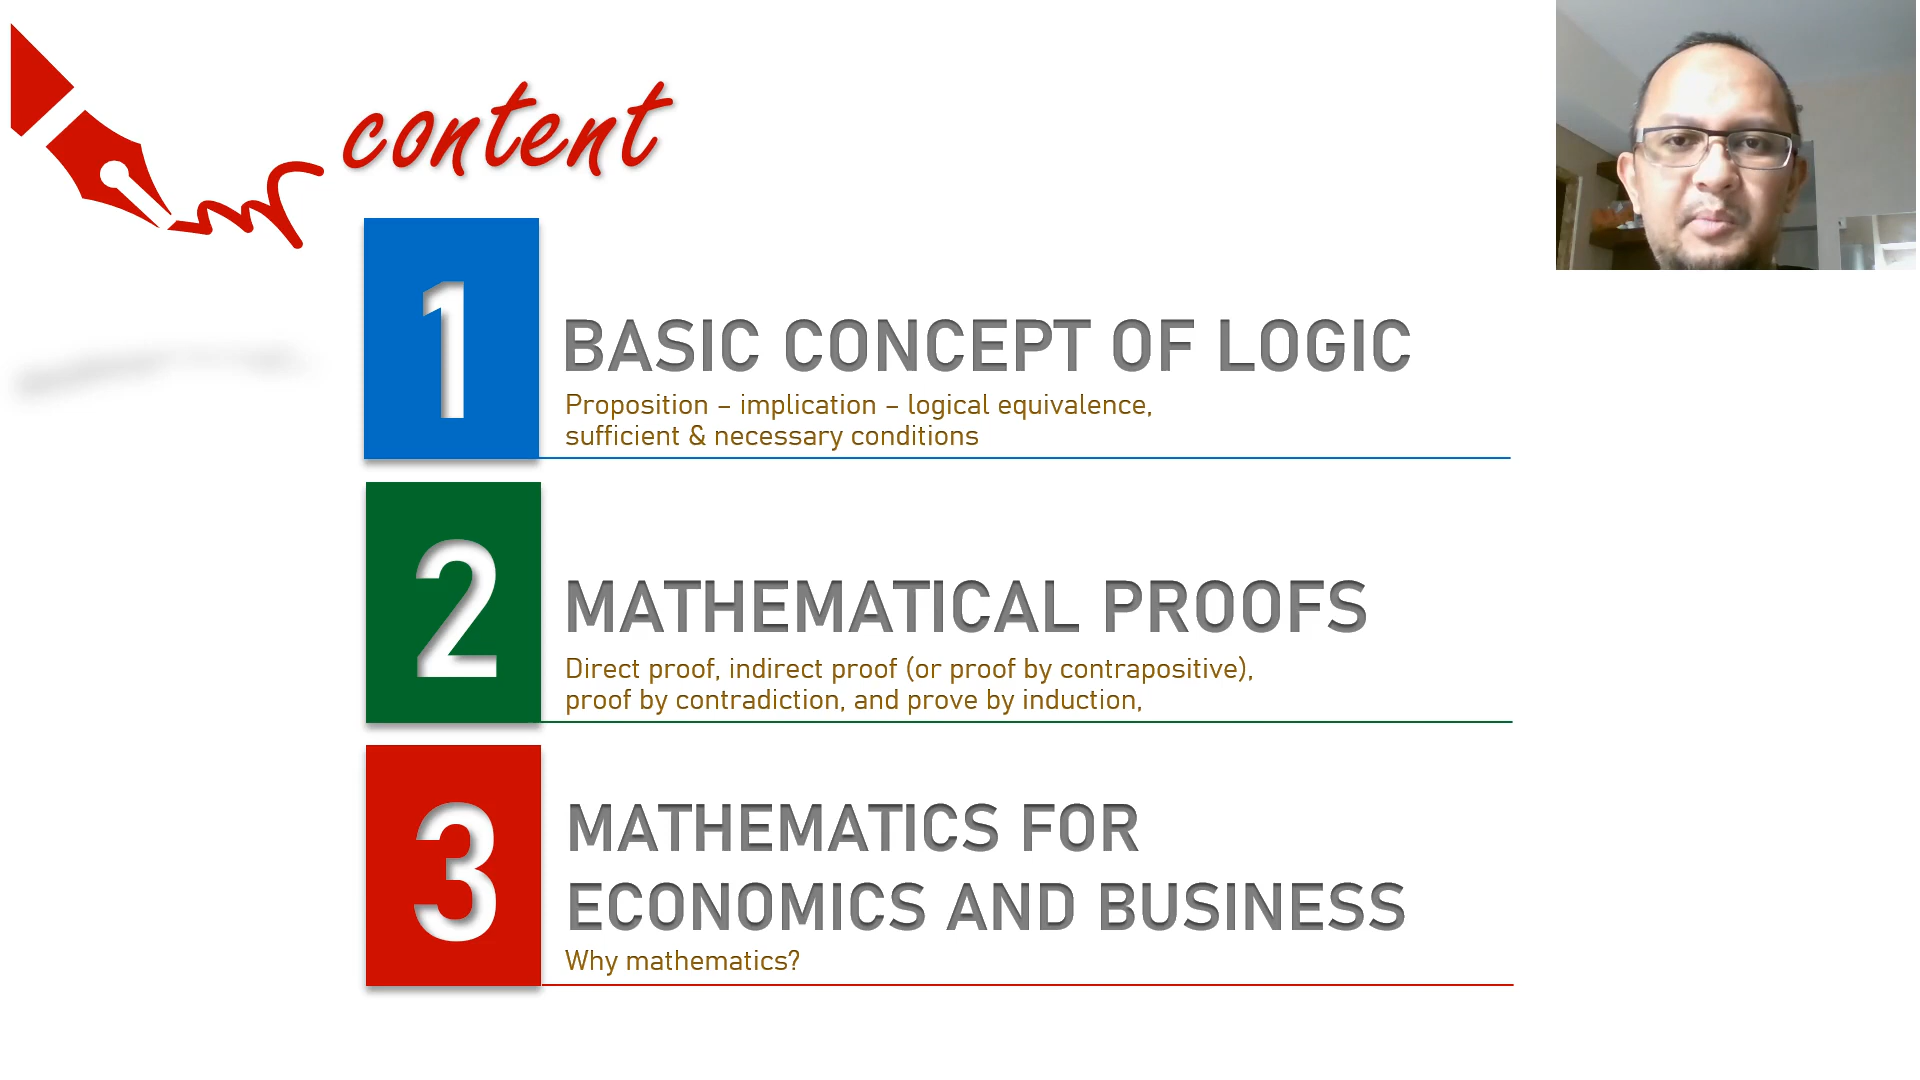 content
1
BASIC CONCEPT OF LOGIC
Proposition – implication – logical equivalence,
sufficient & necessary conditions
2
MATHEMATICAL PROOFS
Direct proof, indirect proof (or proof by contrapositive),
proof by contradiction, and prove by induction,
3
MATHEMATICS FOR
ECONOMICS AND BUSINESS
Why mathematics?